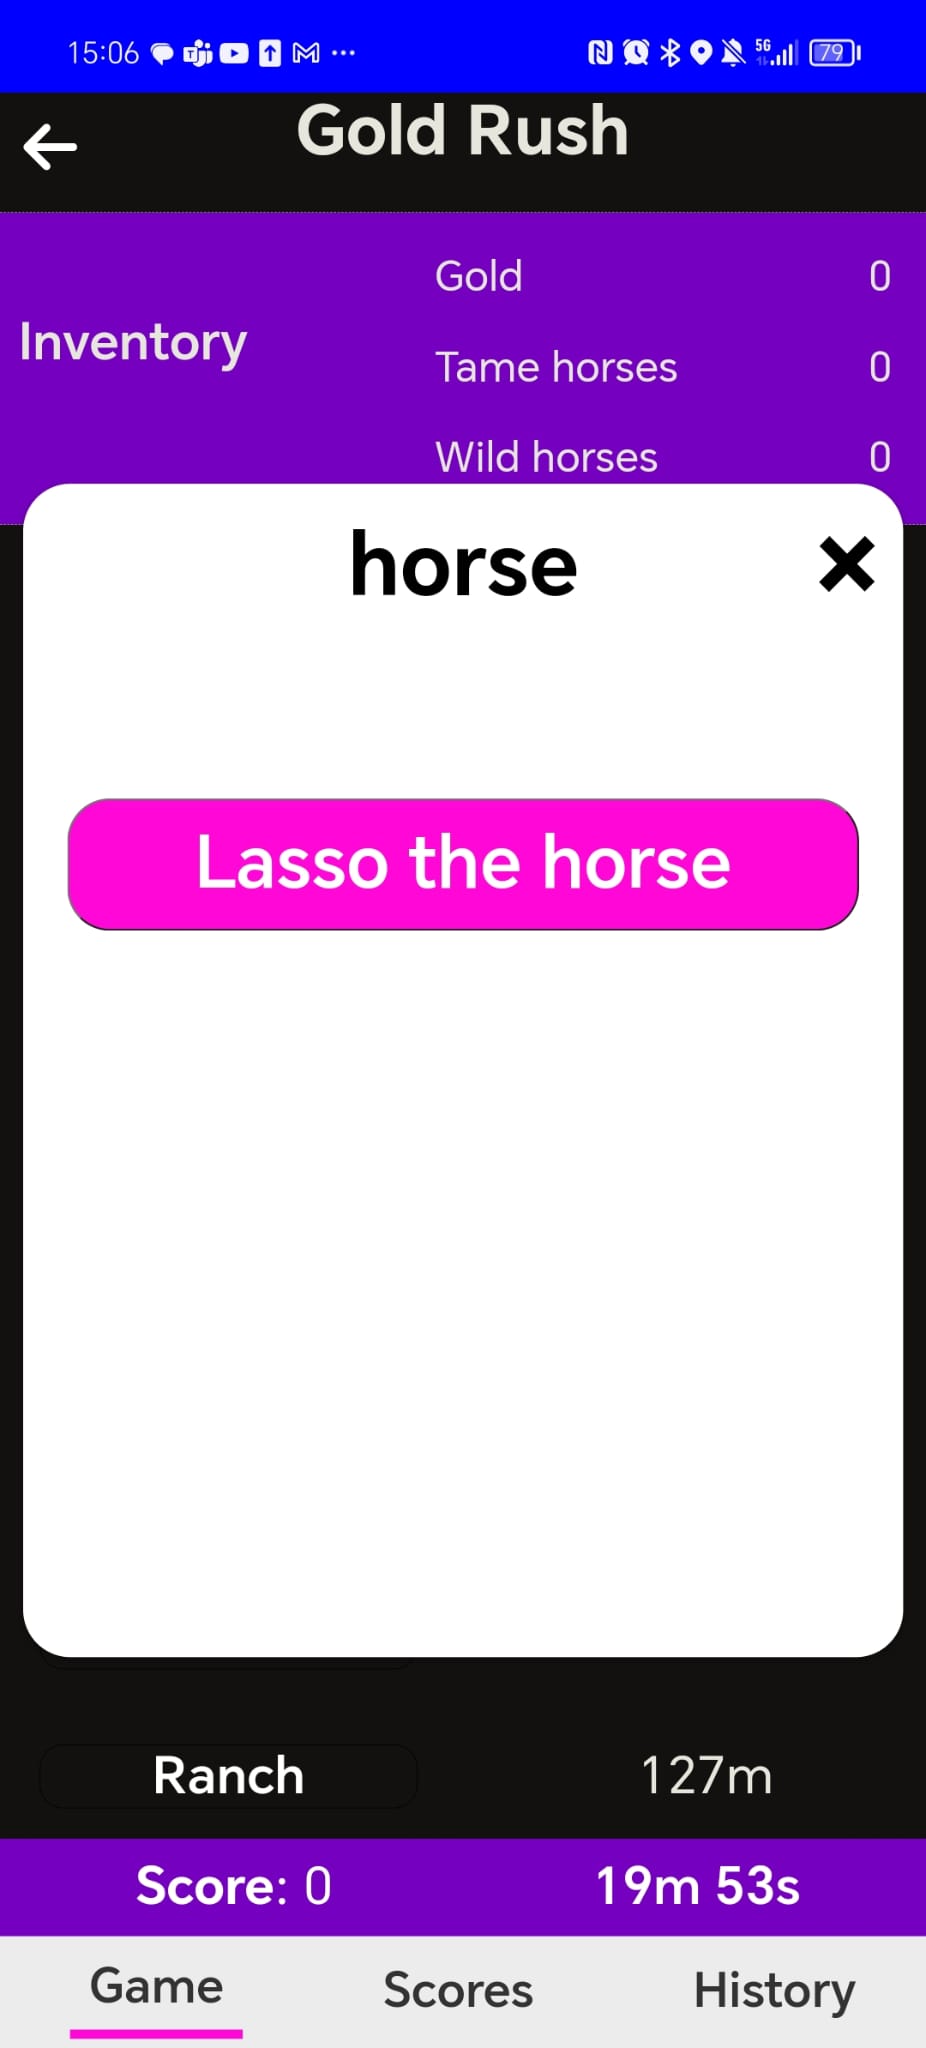 15:06
5G
79
Gold Rush
Inventory
Gold 0
Tame horses 0
Wild horses 0
horse
Lasso the horse
Ranch 127m
Score: 0 19m 53s
Game Scores History